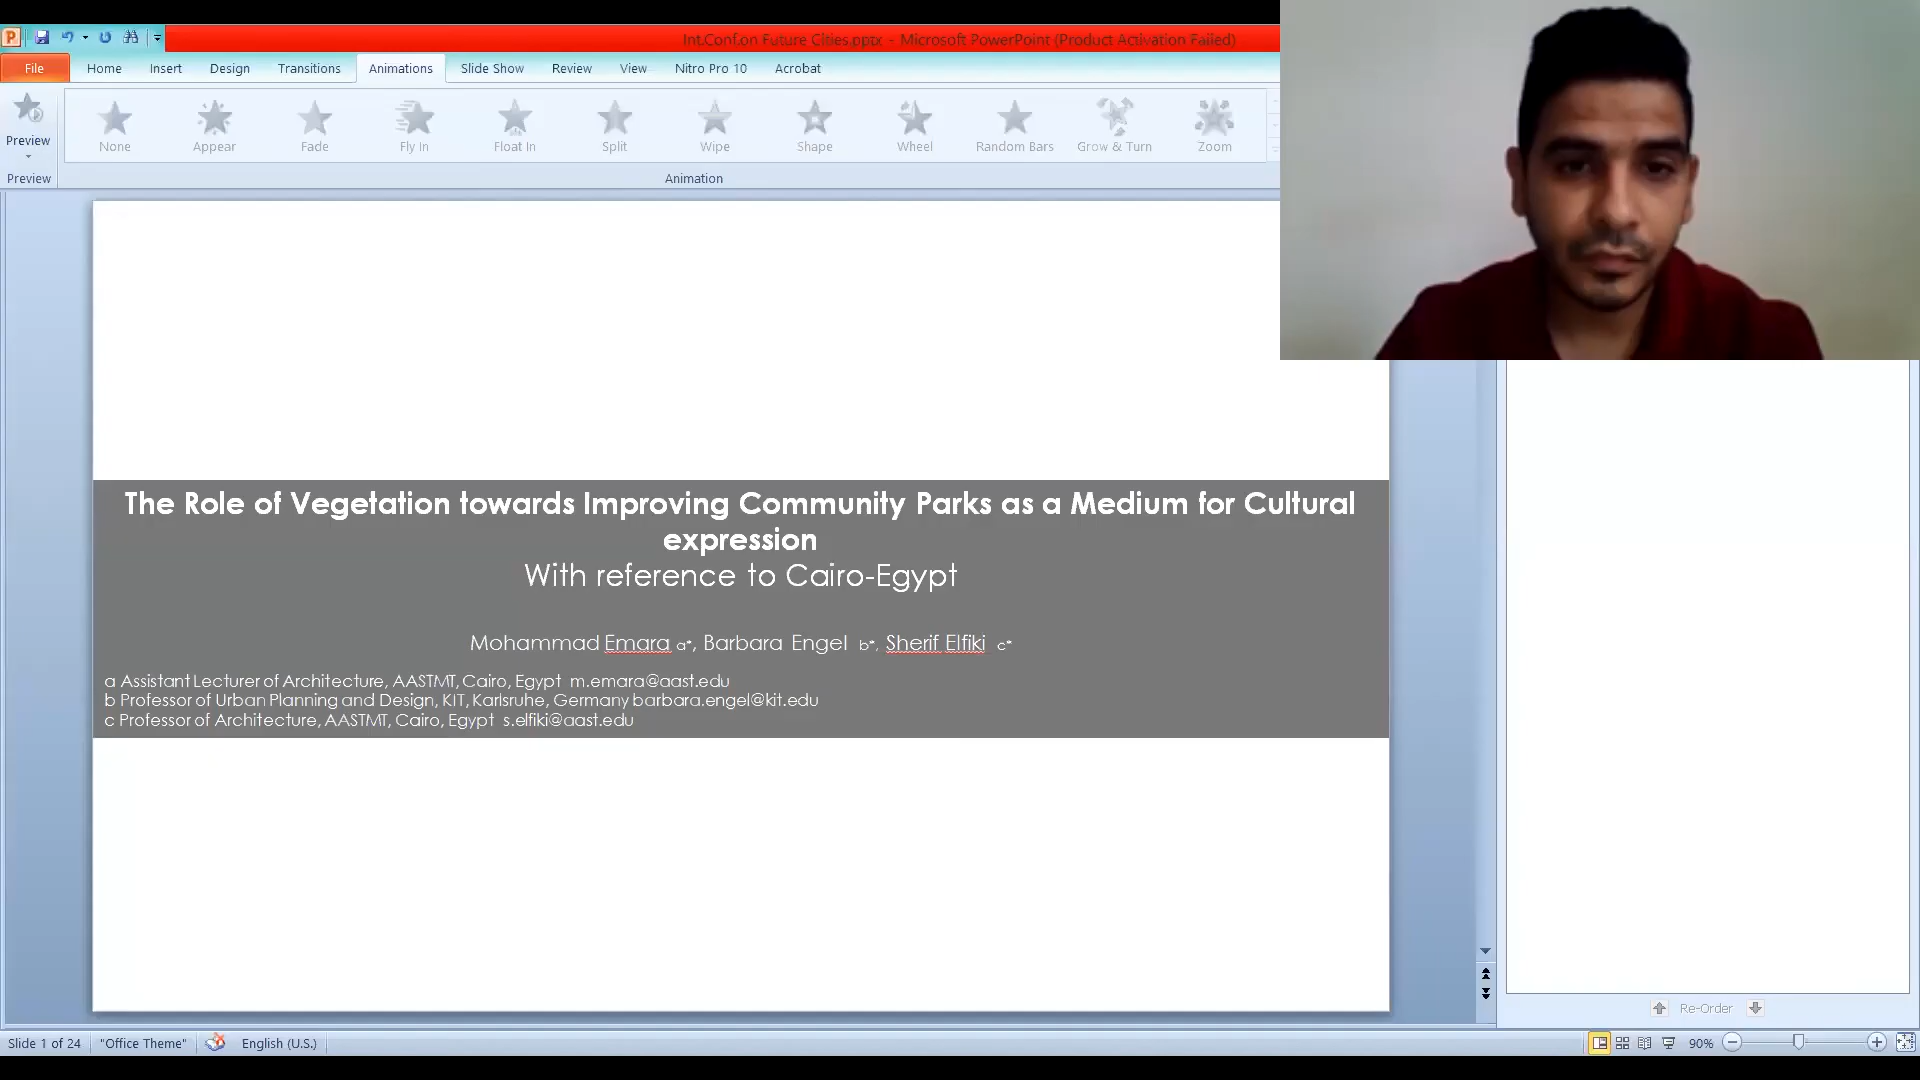 Int.Conf.on Future Cities.pptx - Microsoft PowerPoint (Product Activation Failed)
File Home Insert Design Transitions Animations Slide Show Review View Nitro Pro 10 Acrobat
Preview None Appear Fade Fly In Float In Split Wipe Shape Wheel Random Bars Grow & Turn Zoom
Preview Animation
The Role of Vegetation towards Improving Community Parks as a Medium for Cultural
expression
With reference to Cairo-Egypt
Mohammad Emara a*, Barbara Engel b*, Sherif Elfiki c*
a Assistant Lecturer of Architecture, AASTMT, Cairo, Egypt m.emara@aast.edu
b Professor of Urban Planning and Design, KIT, Karlsruhe, Germany barbara.engel@kit.edu
c Professor of Architecture, AASTMT, Cairo, Egypt s.elfiki@aast.edu
Re-Order
Slide 1 of 24 "Office Theme" English (U.S.) 90%